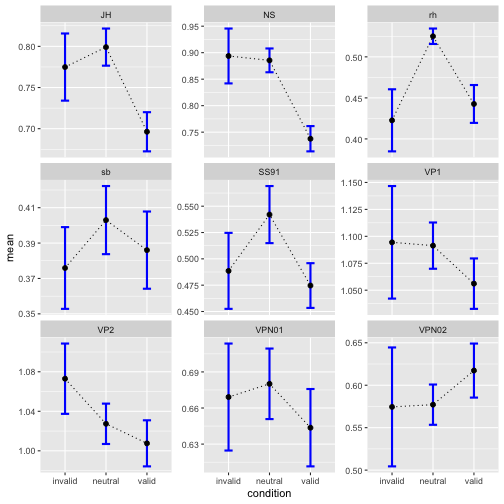 JH
NS
rh
0.80
0.75
0.70
0.95
0.90
0.85
0.80
0.75
0.50
0.45
0.40
sb
SS91
VP1
0.41
0.39
0.37
0.35
0.550
0.525
0.500
0.475
0.450
1.150
1.125
1.100
1.075
1.050
VP2
VPN01
VPN02
1.08
1.04
1.00
0.69
0.66
0.63
0.65
0.60
0.55
0.50
mean
invalid neutral valid
invalid neutral valid
invalid neutral valid
condition